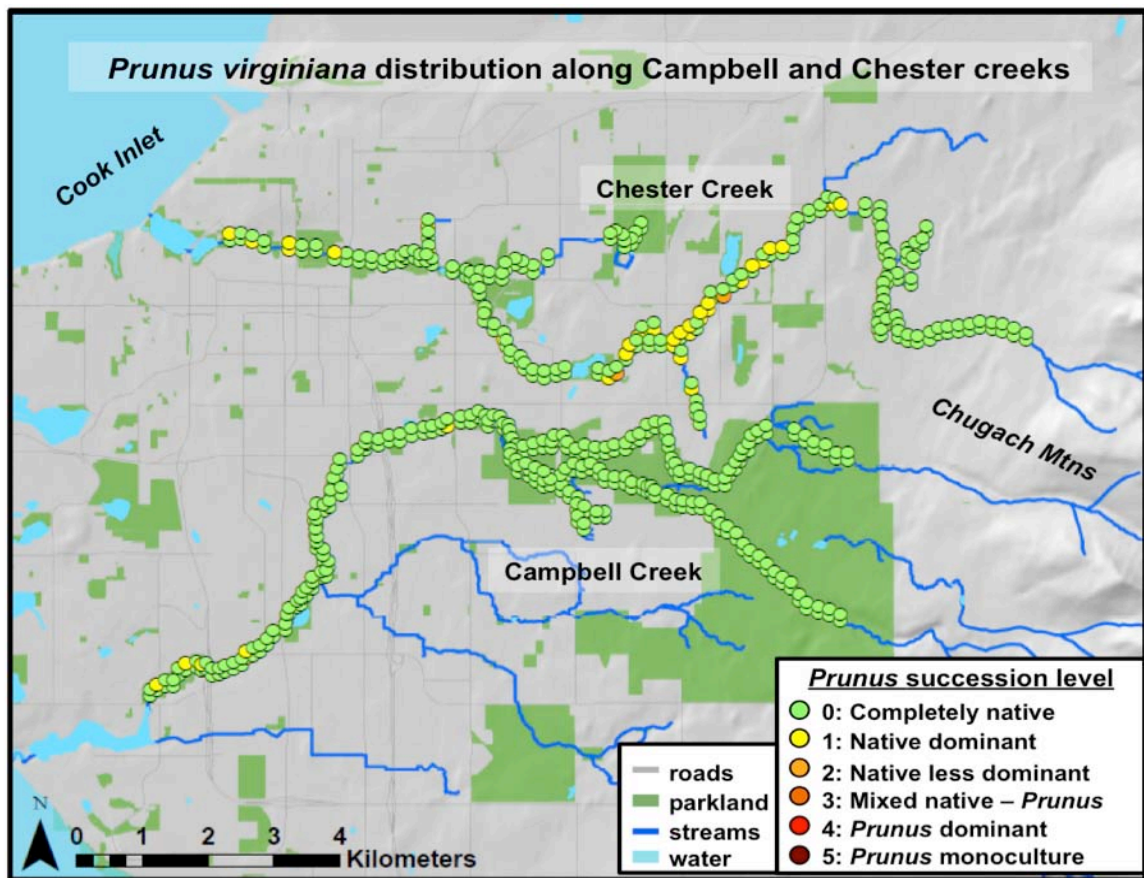 Prunus virginiana distribution along Campbell and Chester creeks
Cook Inlet
Chester Creek
Chugach Mtns
Campbell Creek
Prunus succession level
0: Completely native
1: Native dominant
2: Native less dominant
3: Mixed native – Prunus
4: Prunus dominant
5: Prunus monoculture
roads
parkland
streams
water
N
0 1 2 3 4
Kilometers